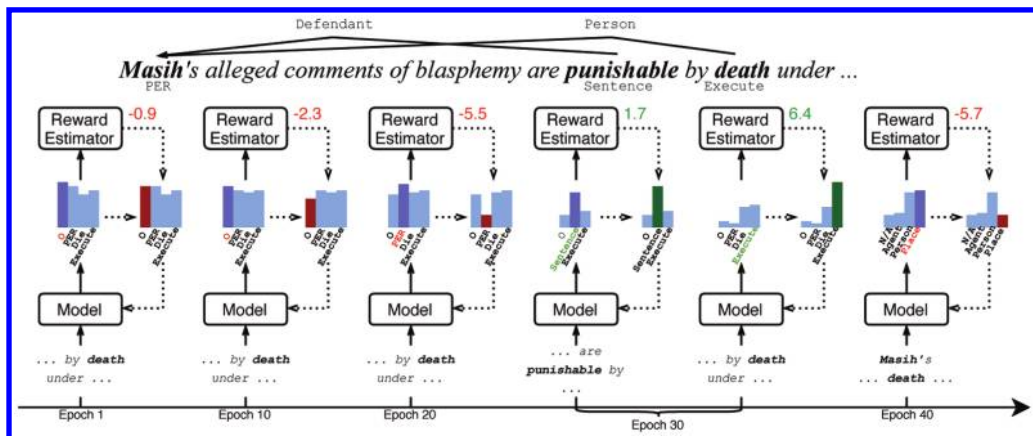 Defendant Person
Masih's alleged comments of blasphemy are punishable by death under ...
PER Sentence Execute
Reward Estimator -0.9
Reward Estimator -2.3
Reward Estimator -5.5
Reward Estimator 1.7
Reward Estimator 6.4
Reward Estimator -5.7
O PER Die Execute O PER Die Execute
O PER Die Execute O PER Die Execute
O PER Die Execute O PER Die Execute
O Sentence Execute Sentence Execute
O PER Die Execute O PER Die Execute
N/A Agent Person Place N/A Agent Person Place
Model Model Model Model Model Model
... by death under ...
... by death under ...
... by death under ...
... are punishable by ...
... by death under ...
Masih's ... death ...
Epoch 1 Epoch 10 Epoch 20 Epoch 30 Epoch 40